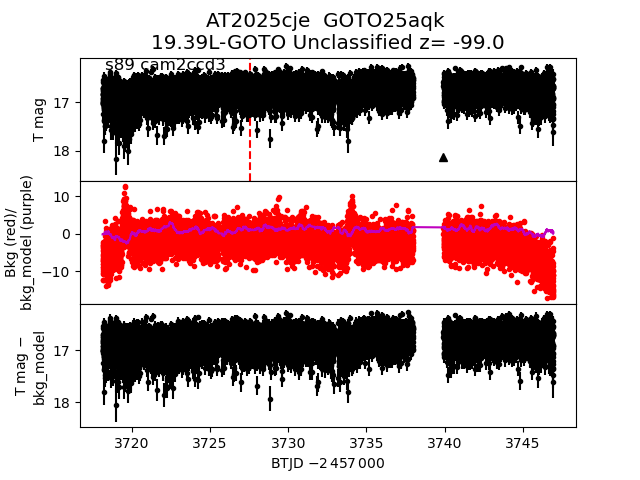 AT2025cje  GOTO25aqk
19.39L-GOTO Unclassified z= -99.0
s89 cam2ccd3
T mag
17
18
Bkg (red)/
bkg_model (purple)
10
0
−10
T mag −
bkg_model
17
18
3720 3725 3730 3735 3740 3745
BTJD −2 457 000